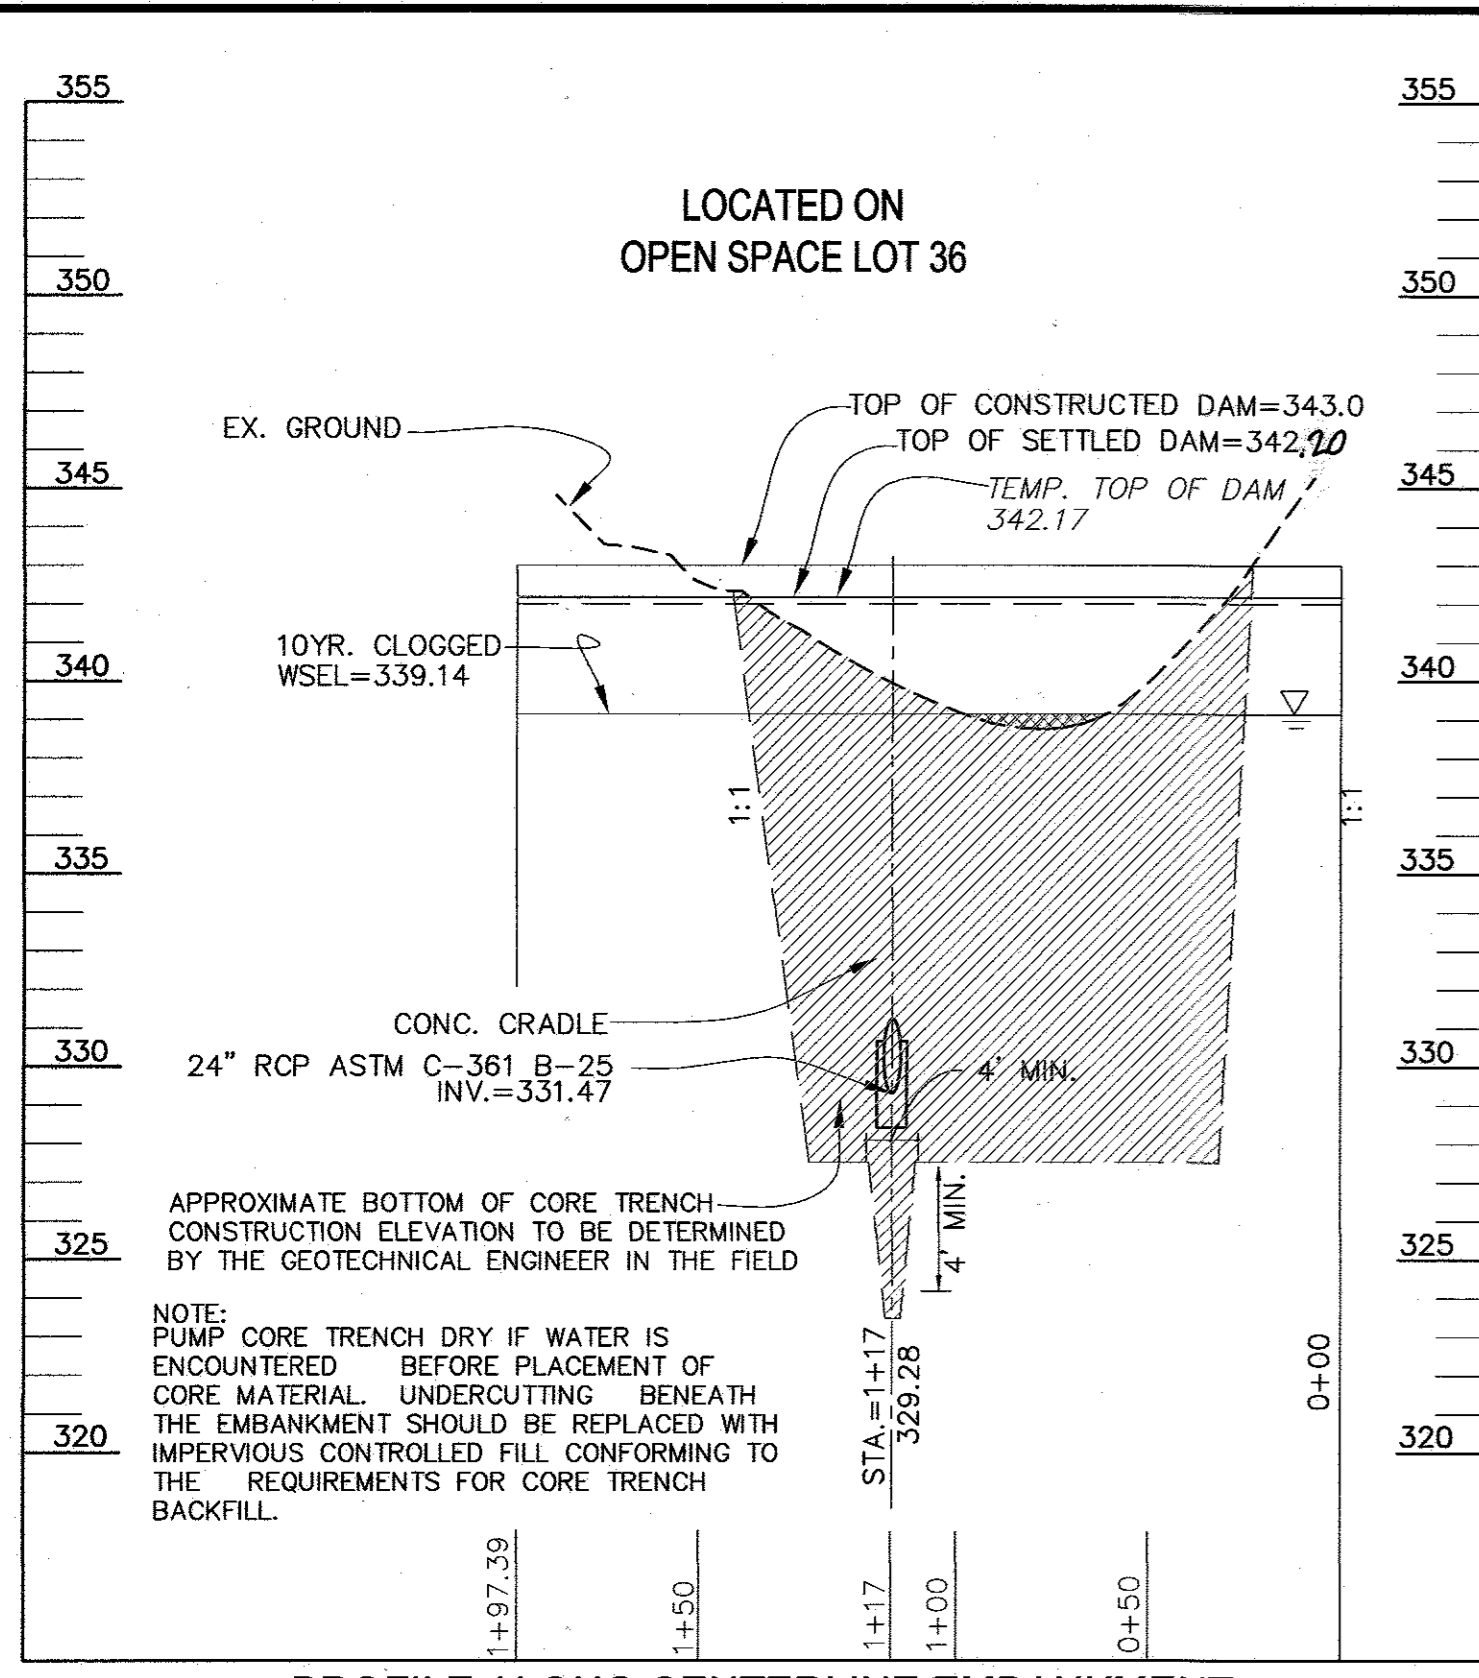 355
355
LOCATED ON
OPEN SPACE LOT 36
350
350
TOP OF CONSTRUCTED DAM=343.0
EX. GROUND
TOP OF SETTLED DAM=342.20
345
345
TEMP. TOP OF DAM
342.17
10YR. CLOGGED
WSEL=339.14
340
340
1:1
1:1
335
335
CONC. CRADLE
330
330
24" RCP ASTM C-361 B-25
INV.=331.47
4' MIN.
4' MIN.
APPROXIMATE BOTTOM OF CORE TRENCH
CONSTRUCTION ELEVATION TO BE DETERMINED
BY THE GEOTECHNICAL ENGINEER IN THE FIELD
325
325
NOTE:
PUMP CORE TRENCH DRY IF WATER IS
ENCOUNTERED BEFORE PLACEMENT OF
CORE MATERIAL. UNDERCUTTING BENEATH
THE EMBANKMENT SHOULD BE REPLACED WITH
IMPERVIOUS CONTROLLED FILL CONFORMING TO
THE REQUIREMENTS FOR CORE TRENCH
BACKFILL.
320
320
STA.=1+17
329.28
0+00
1+97.39
1+50
1+17
1+00
0+50
PROFILE ALONG CENTERLINE EMBANKMENT